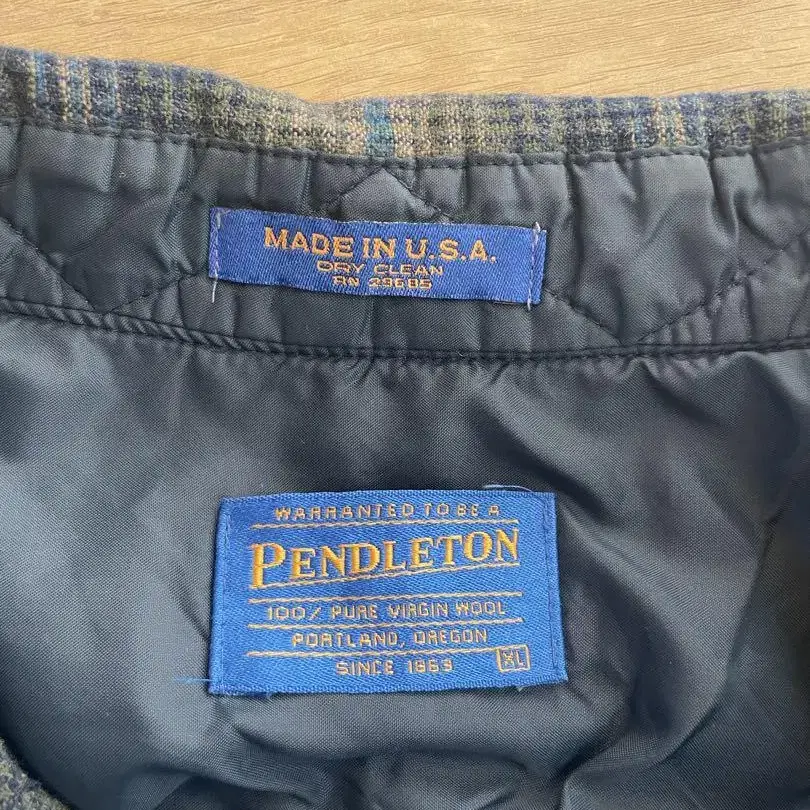 MADE IN U.S.A.
DRY CLEAN
RN 29685
WARRANTED TO BE A
PENDLETON
100% PURE VIRGIN WOOL
PORTLAND, OREGON
SINCE 1863
XL